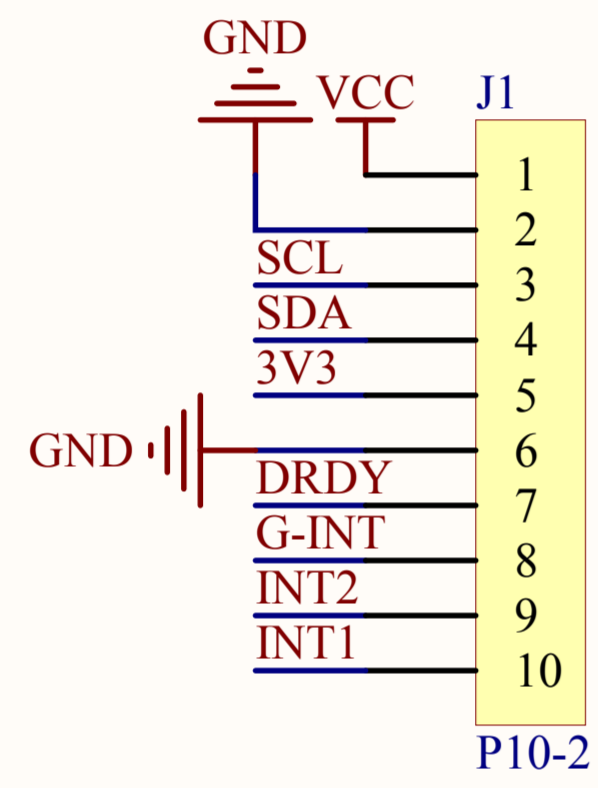 GND
VCC
J1
1
2
SCL
3
SDA
4
3V3
5
GND
6
DRDY
7
G-INT
8
INT2
9
INT1
10
P10-2